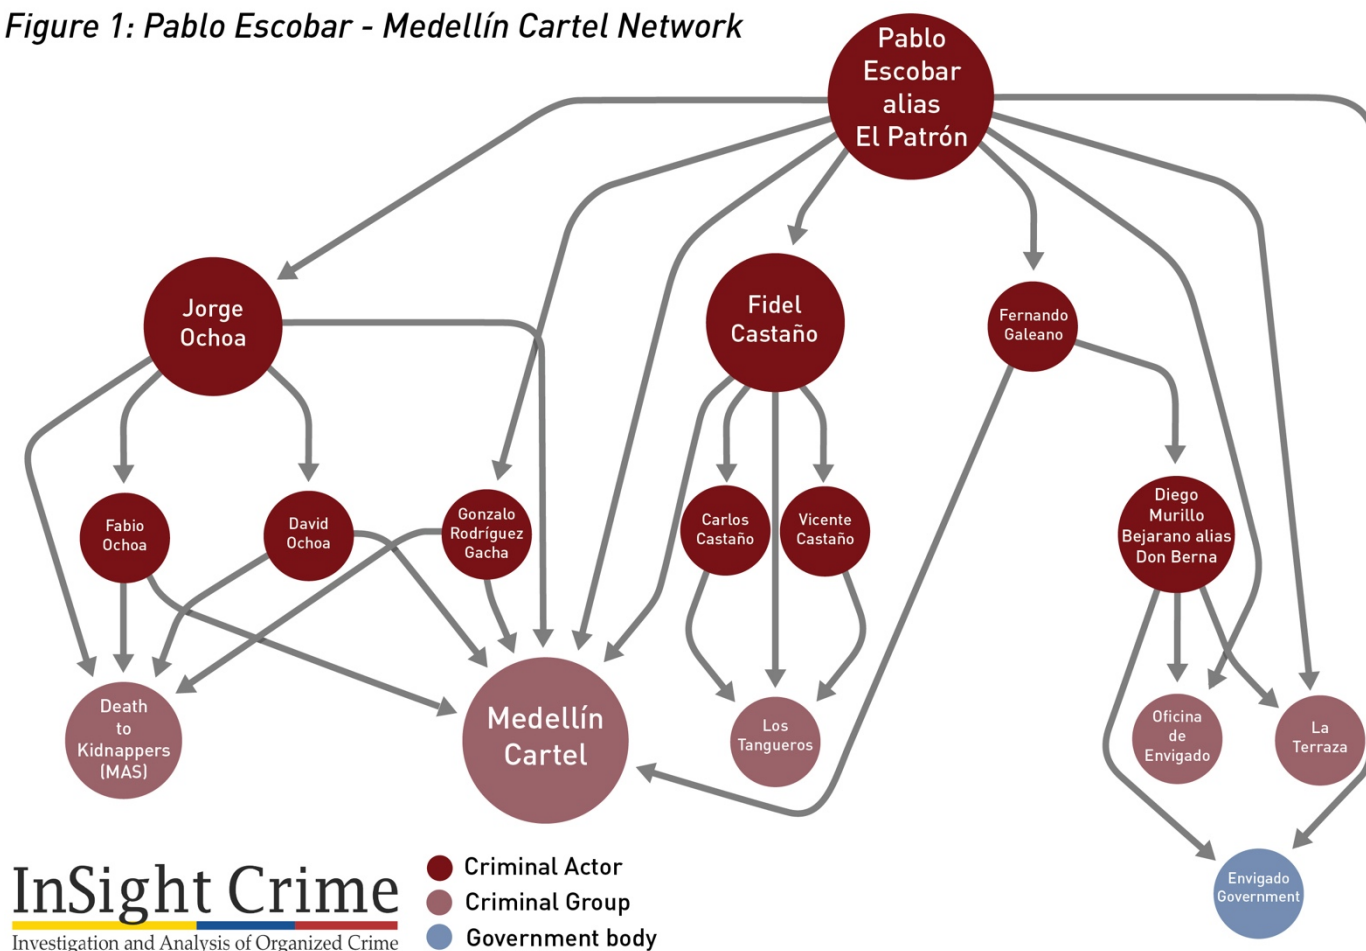 Figure 1: Pablo Escobar - Medellín Cartel Network
Pablo
Escobar
alias
El Patrón
Jorge
Ochoa
Fidel
Castaño
Fernando
Galeano
Fabio
Ochoa
David
Ochoa
Gonzalo
Rodríguez
Gacha
Carlos
Castaño
Vicente
Castaño
Diego
Murillo
Bejarano alias
Don Berna
Death
to
Kidnappers
(MAS)
Medellín
Cartel
Los
Tangueros
Oficina
de
Envigado
La
Terraza
Envigado
Government
InSight Crime
Investigation and Analysis of Organized Crime
Criminal Actor
Criminal Group
Government body